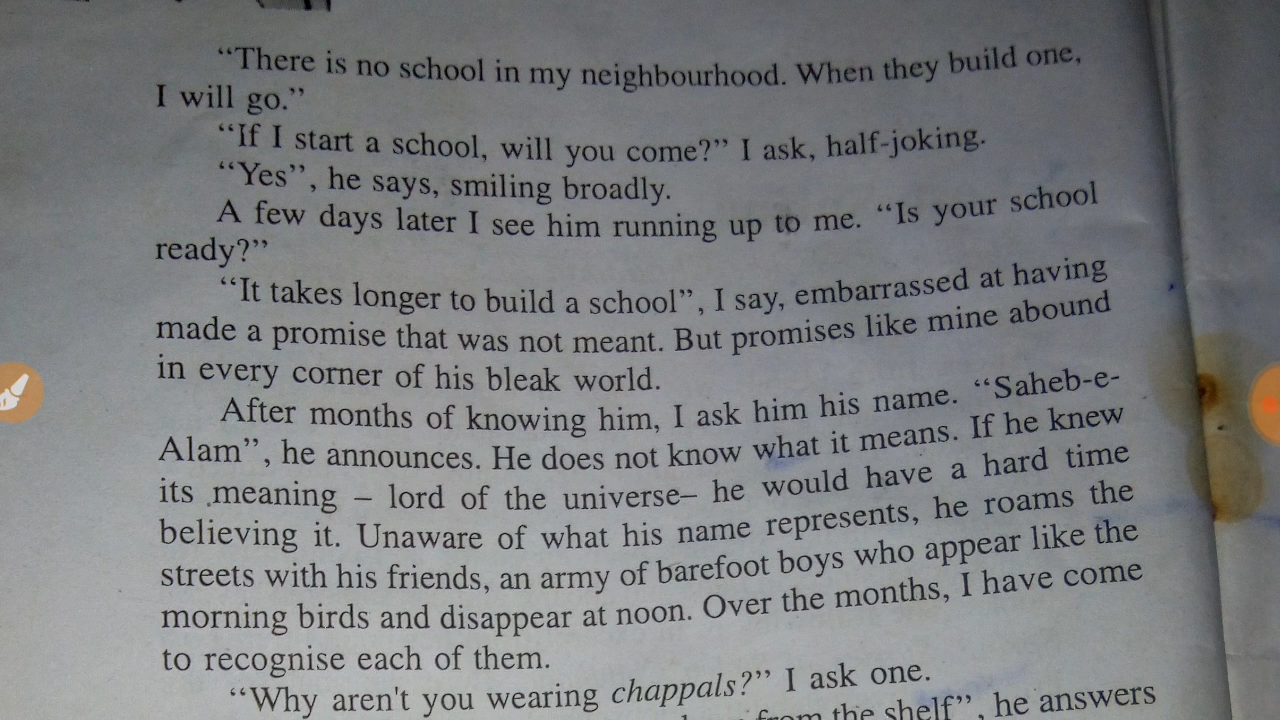 “There is no school in my neighbourhood. When they build one,
I will go.”
“If I start a school, will you come?” I ask, half-joking.
“Yes”, he says, smiling broadly.
A few days later I see him running up to me. “Is your school
ready?”
“It takes longer to build a school”, I say, embarrassed at having
made a promise that was not meant. But promises like mine abound
in every corner of his bleak world.
After months of knowing him, I ask him his name. “Saheb-e-
Alam”, he announces. He does not know what it means. If he knew
its meaning – lord of the universe– he would have a hard time
believing it. Unaware of what his name represents, he roams the
streets with his friends, an army of barefoot boys who appear like the
morning birds and disappear at noon. Over the months, I have come
to recognise each of them.
“Why aren't you wearing chappals?” I ask one.
from the shelf”, he answers